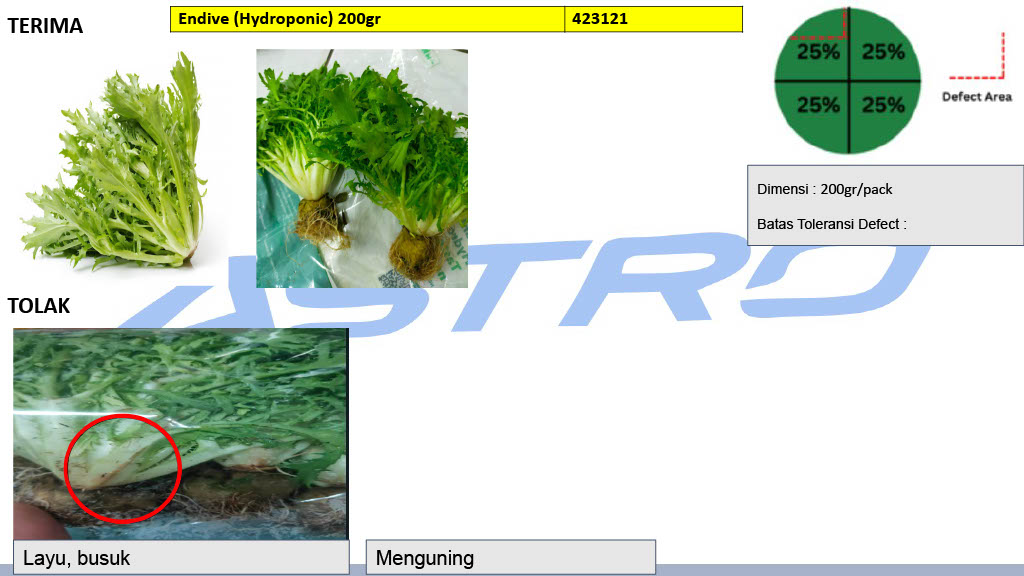 TERIMA
Endive (Hydroponic) 200gr 423121
25% 25%
25% 25%
Defect Area
Dimensi : 200gr/pack
Batas Toleransi Defect :
ASTRO
TOLAK
Layu, busuk
Menguning